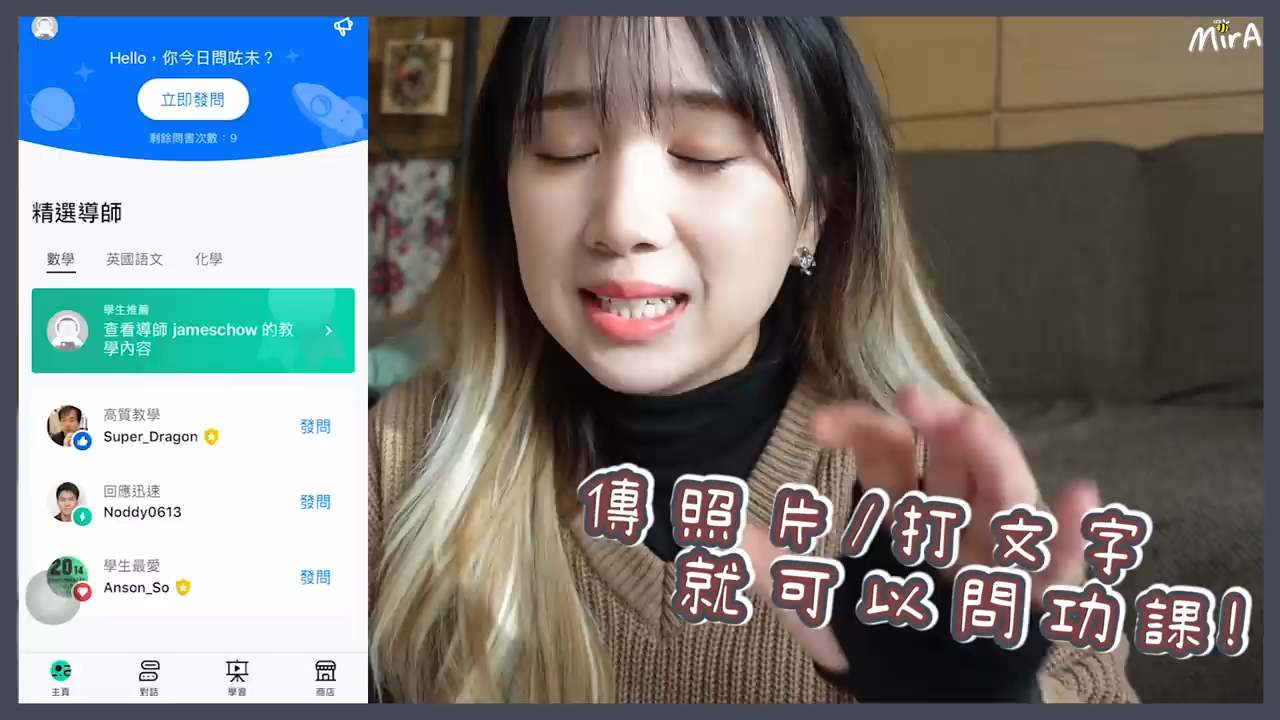 Hello，你今日問咗未？
立即發問
剩餘問書次數：9
精選導師
數學 英國語文 化學
學生推薦
查看導師 jameschow 的教
學內容
高質教學
Super_Dragon
發問
回應迅速
Noddy0613
發問
2014
學生最愛
Anson_So
發問
主頁 對話 學習 商店
MirA
傳照片/打文字
就可以問功課!